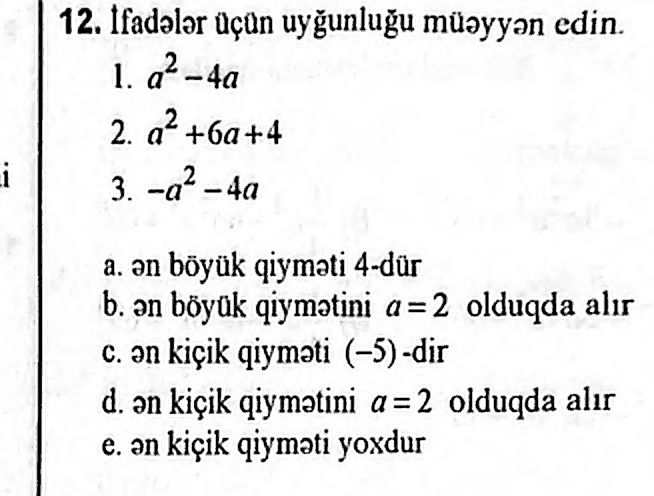 12. İfadələr üçün uyğunluğu müəyyən edin.
1. a² − 4a
2. a² + 6a + 4
3. −a² − 4a
a. ən böyük qiyməti 4-dür
b. ən böyük qiymətini a = 2 olduqda alır
c. ən kiçik qiyməti (−5)-dir
d. ən kiçik qiymətini a = 2 olduqda alır
e. ən kiçik qiyməti yoxdur